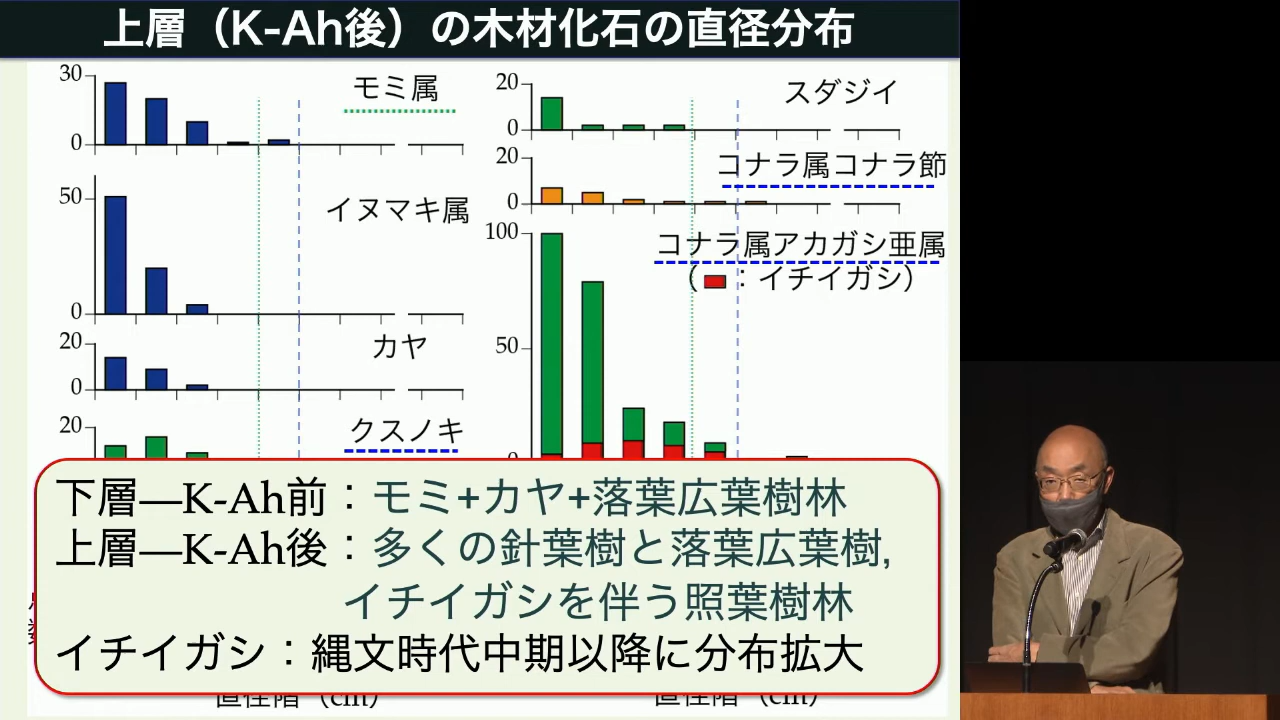 上層（K-Ah後）の木材化石の直径分布
30
0
モミ属
50
0
イヌマキ属
20
0
カヤ
20
クスノキ
20
0
スダジイ
20
0
コナラ属コナラ節
100
50
コナラ属アカガシ亜属
（ ：イチイガシ）
下層—K-Ah前：モミ+カヤ+落葉広葉樹林
上層—K-Ah後：多くの針葉樹と落葉広葉樹,
イチイガシを伴う照葉樹林
イチイガシ：縄文時代中期以降に分布拡大
直径階（cm）
直径階（cm）